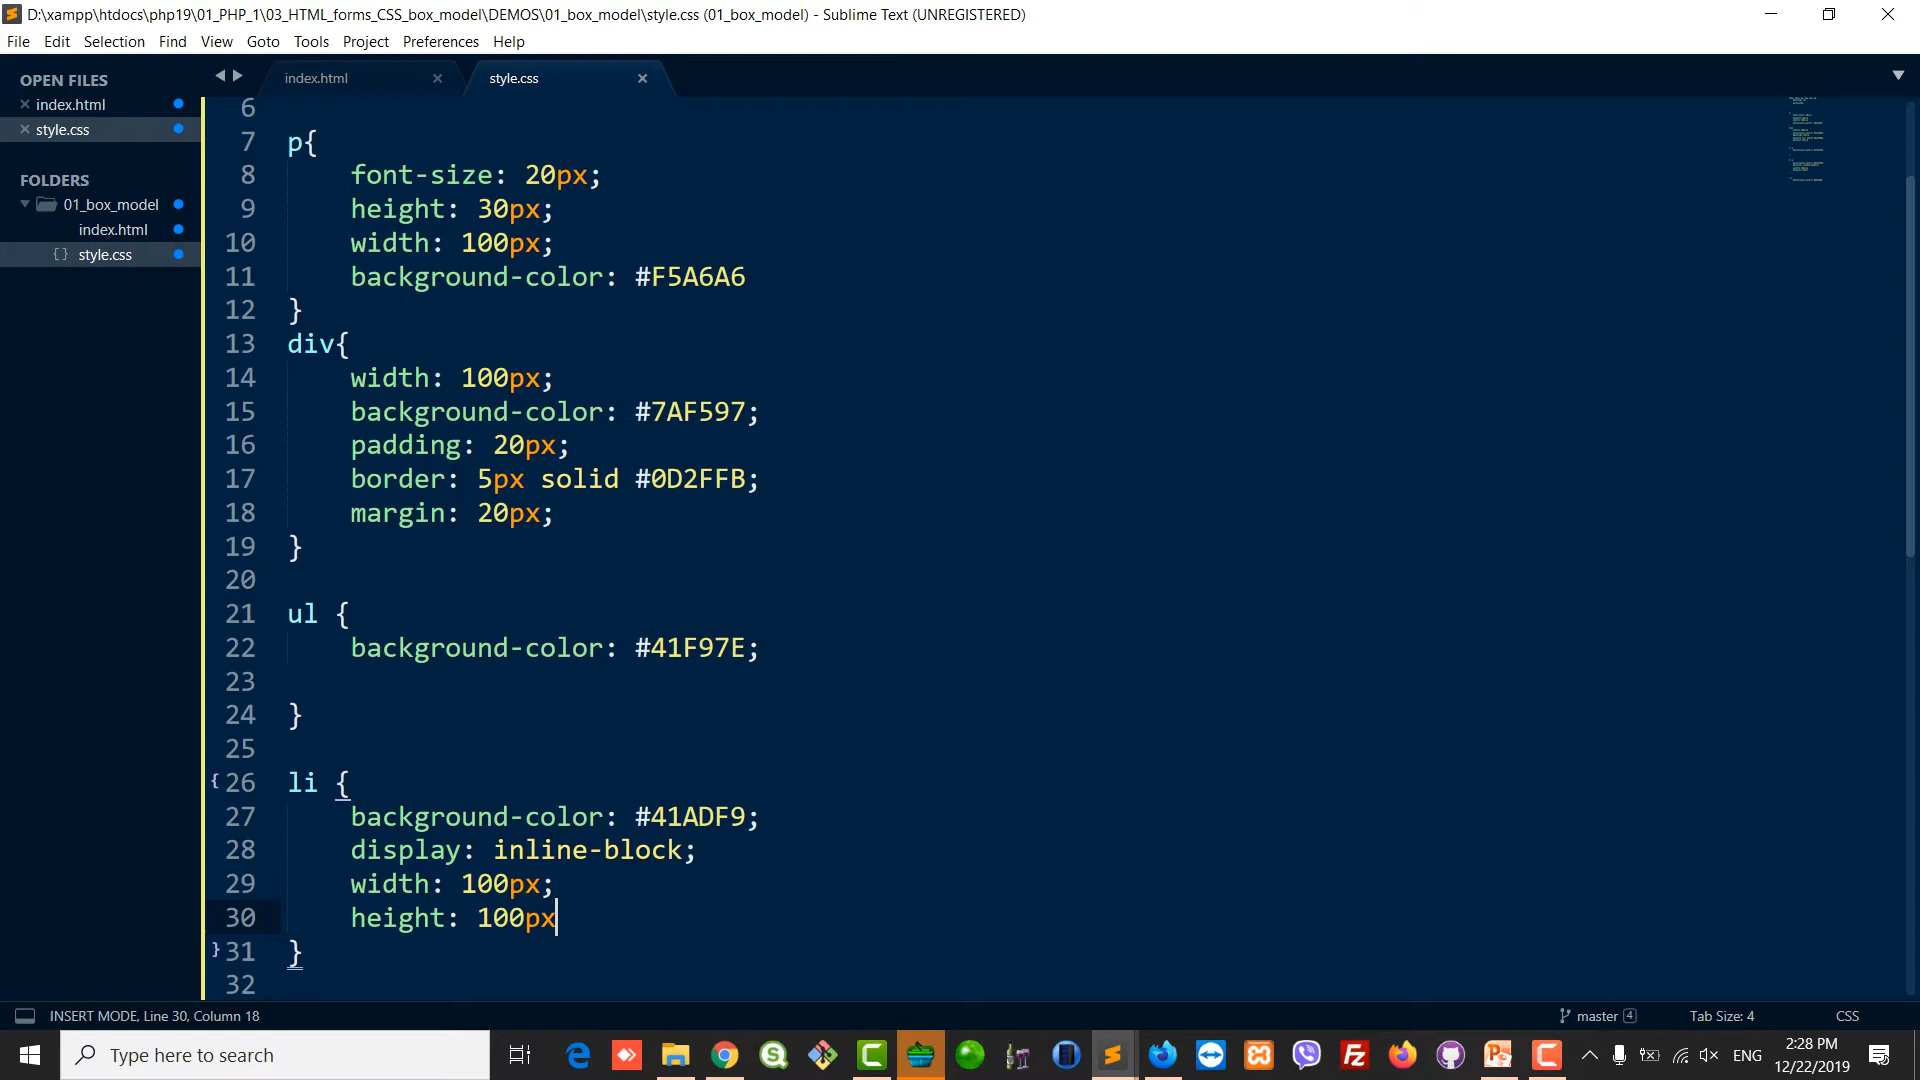 D:\xampp\htdocs\php19\01_PHP_1\03_HTML_forms_CSS_box_model\DEMOS\01_box_model\style.css (01_box_model) - Sublime Text (UNREGISTERED)
File Edit Selection Find View Goto Tools Project Preferences Help
OPEN FILES
index.html
style.css
FOLDERS
01_box_model
index.html
{} style.css
index.html style.css
6
7 p{
8 font-size: 20px;
9 height: 30px;
10 width: 100px;
11 background-color: #F5A6A6
12 }
13 div{
14 width: 100px;
15 background-color: #7AF597;
16 padding: 20px;
17 border: 5px solid #0D2FFB;
18 margin: 20px;
19 }
20
21 ul {
22 background-color: #41F97E;
23
24 }
25
26 li {
27 background-color: #41ADF9;
28 display: inline-block;
29 width: 100px;
30 height: 100px
31 }
32
INSERT MODE, Line 30, Column 18
master 4
Tab Size: 4
CSS
Type here to search
ENG
2:28 PM
12/22/2019